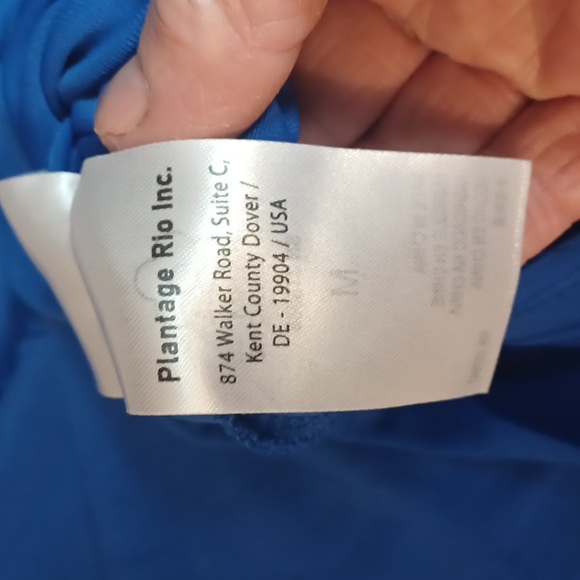 Plantage Rio Inc.
874 Walker Road, Suite C,
Kent County Dover /
DE - 19904 / USA
M